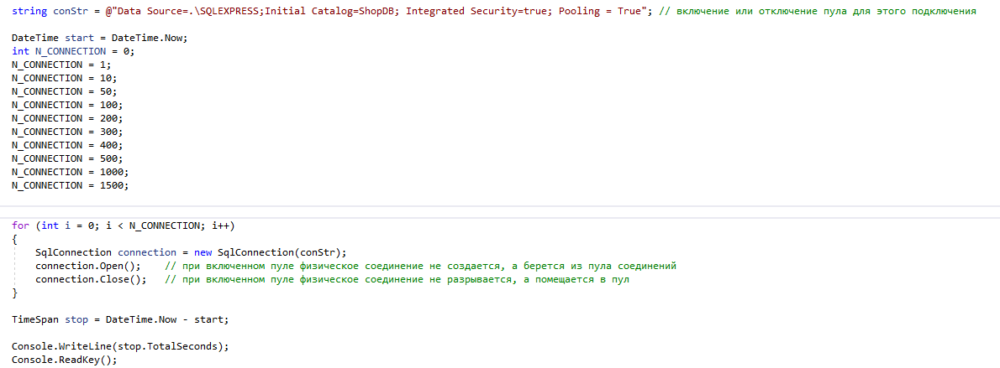 string conStr = @"Data Source=.\SQLEXPRESS;Initial Catalog=ShopDB; Integrated Security=true; Pooling = True"; // включение или отключение пула для этого подключения
DateTime start = DateTime.Now;
int N_CONNECTION = 0;
N_CONNECTION = 1;
N_CONNECTION = 10;
N_CONNECTION = 50;
N_CONNECTION = 100;
N_CONNECTION = 200;
N_CONNECTION = 300;
N_CONNECTION = 400;
N_CONNECTION = 500;
N_CONNECTION = 1000;
N_CONNECTION = 1500;
for (int i = 0; i < N_CONNECTION; i++)
{
    SqlConnection connection = new SqlConnection(conStr);
    connection.Open();    // при включенном пуле физическое соединение не создается, а берется из пула соединений
    connection.Close();   // при включенном пуле физическое соединение не разрывается, а помещается в пул
}
TimeSpan stop = DateTime.Now - start;
Console.WriteLine(stop.TotalSeconds);
Console.ReadKey();